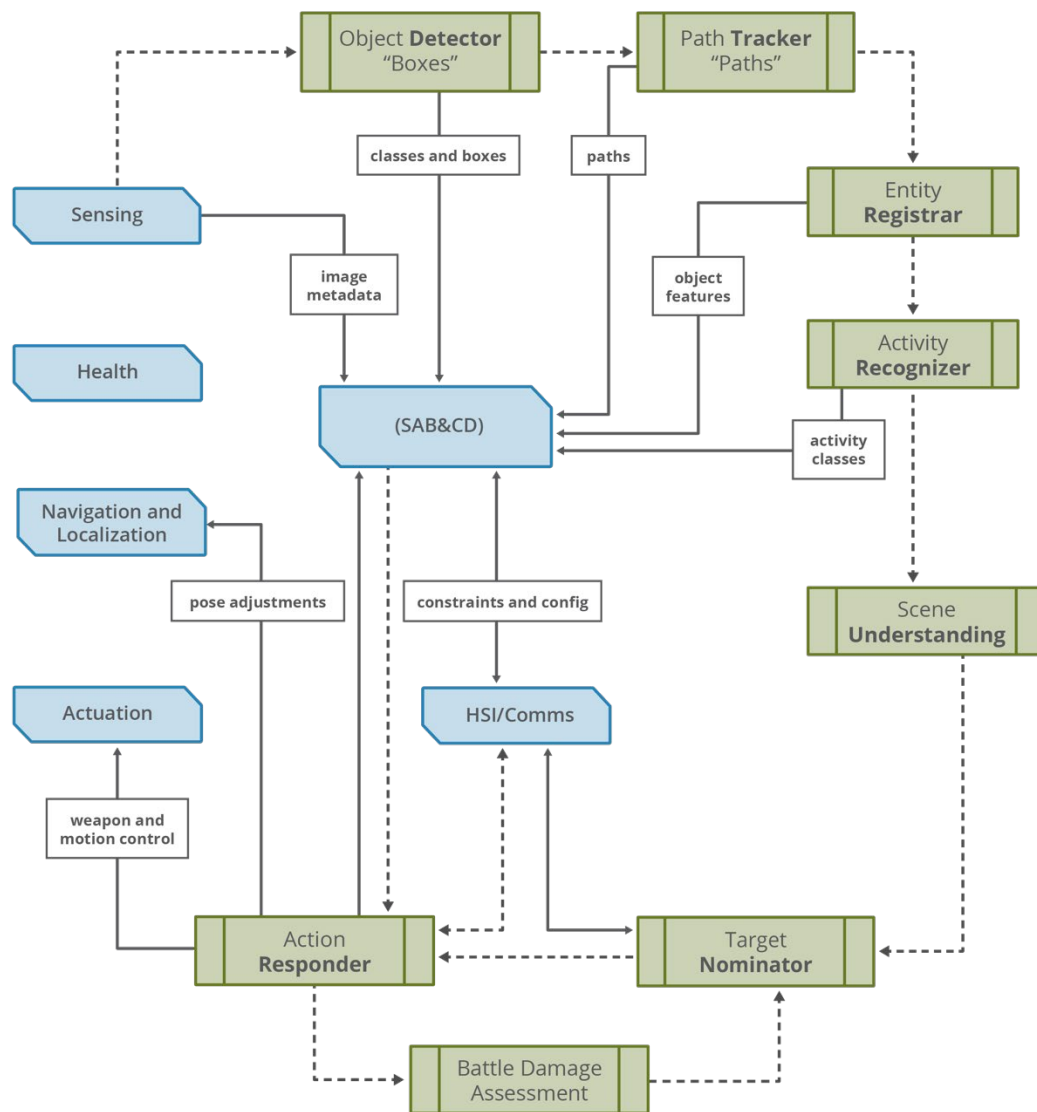 Object Detector
“Boxes”
Path Tracker
“Paths”
classes and boxes
paths
Sensing
Entity
Registrar
image
metadata
object
features
Health
Activity
Recognizer
(SAB&CD)
activity
classes
Navigation and
Localization
pose adjustments
constraints and config
Scene
Understanding
Actuation
HSI/Comms
weapon and
motion control
Action
Responder
Target
Nominator
Battle Damage
Assessment